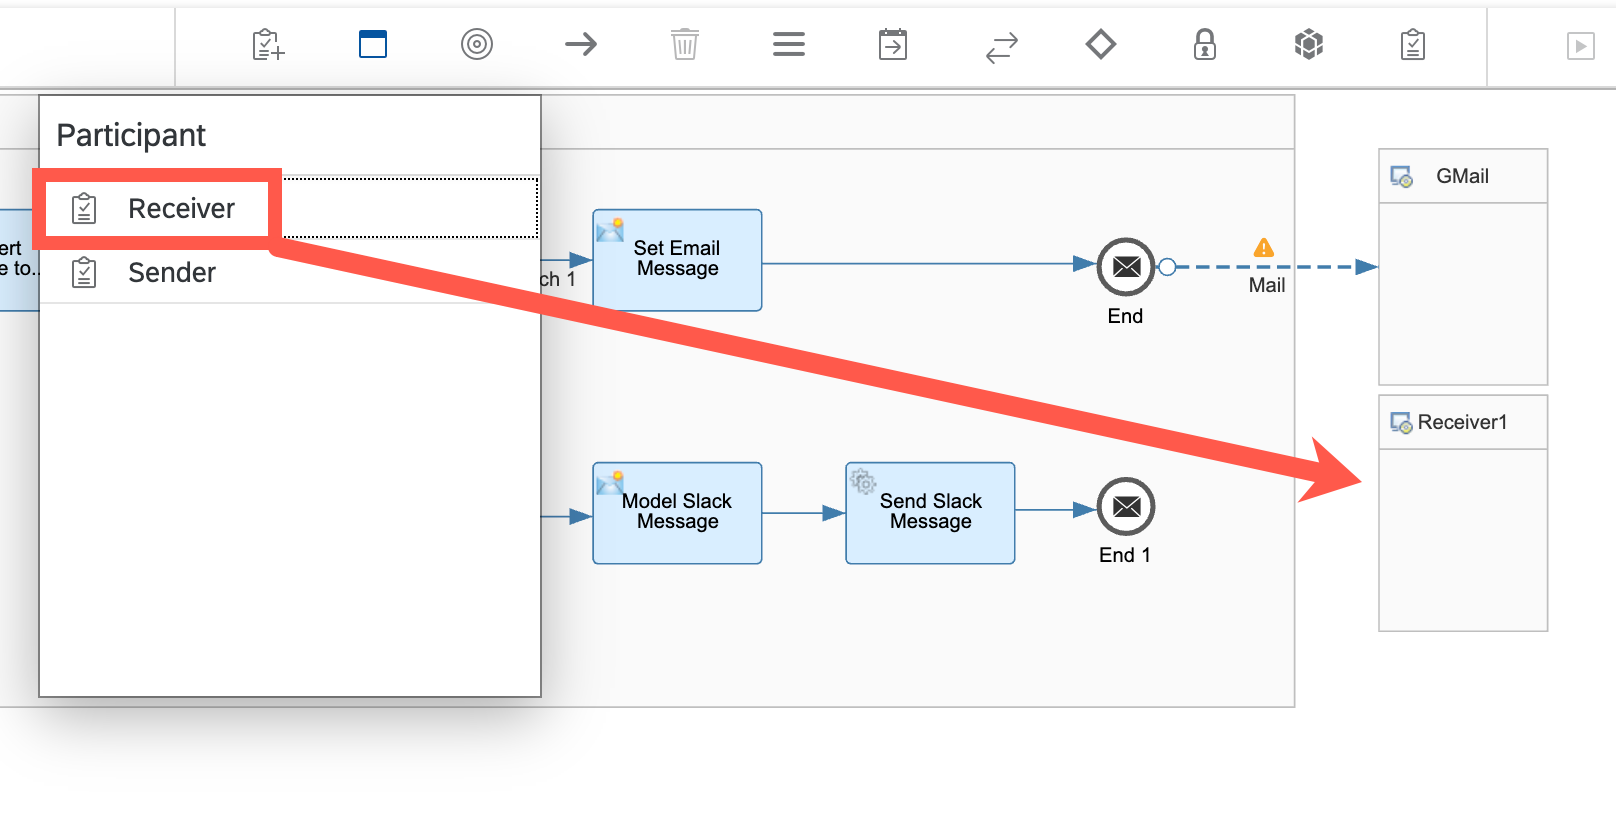 Participant
Receiver
Sender
ert
e to..
ch 1
Set Email
Message
End
Mail
GMail
Receiver1
Model Slack
Message
Send Slack
Message
End 1